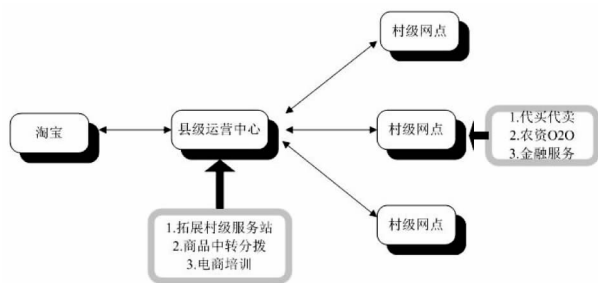 村级网点
淘宝
县级运营中心
村级网点
1.代买代卖
2.农资O2O
3.金融服务
村级网点
1.拓展村级服务站
2.商品中转分拨
3.电商培训